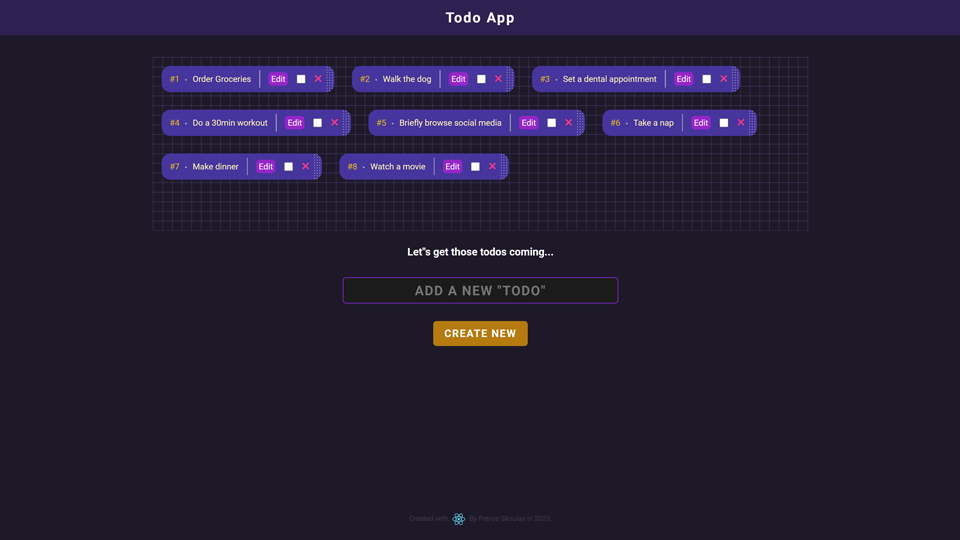 Todo App
#1 • Order Groceries Edit ✕ #2 • Walk the dog Edit ✕ #3 • Set a dental appointment Edit ✕
#4 • Do a 30min workout Edit ✕ #5 • Briefly browse social media Edit ✕ #6 • Take a nap Edit ✕
#7 • Make dinner Edit ✕ #8 • Watch a movie Edit ✕
Let"s get those todos coming...
ADD A NEW "TODO"
CREATE NEW
Created with By Petros Skoulas in 2023.